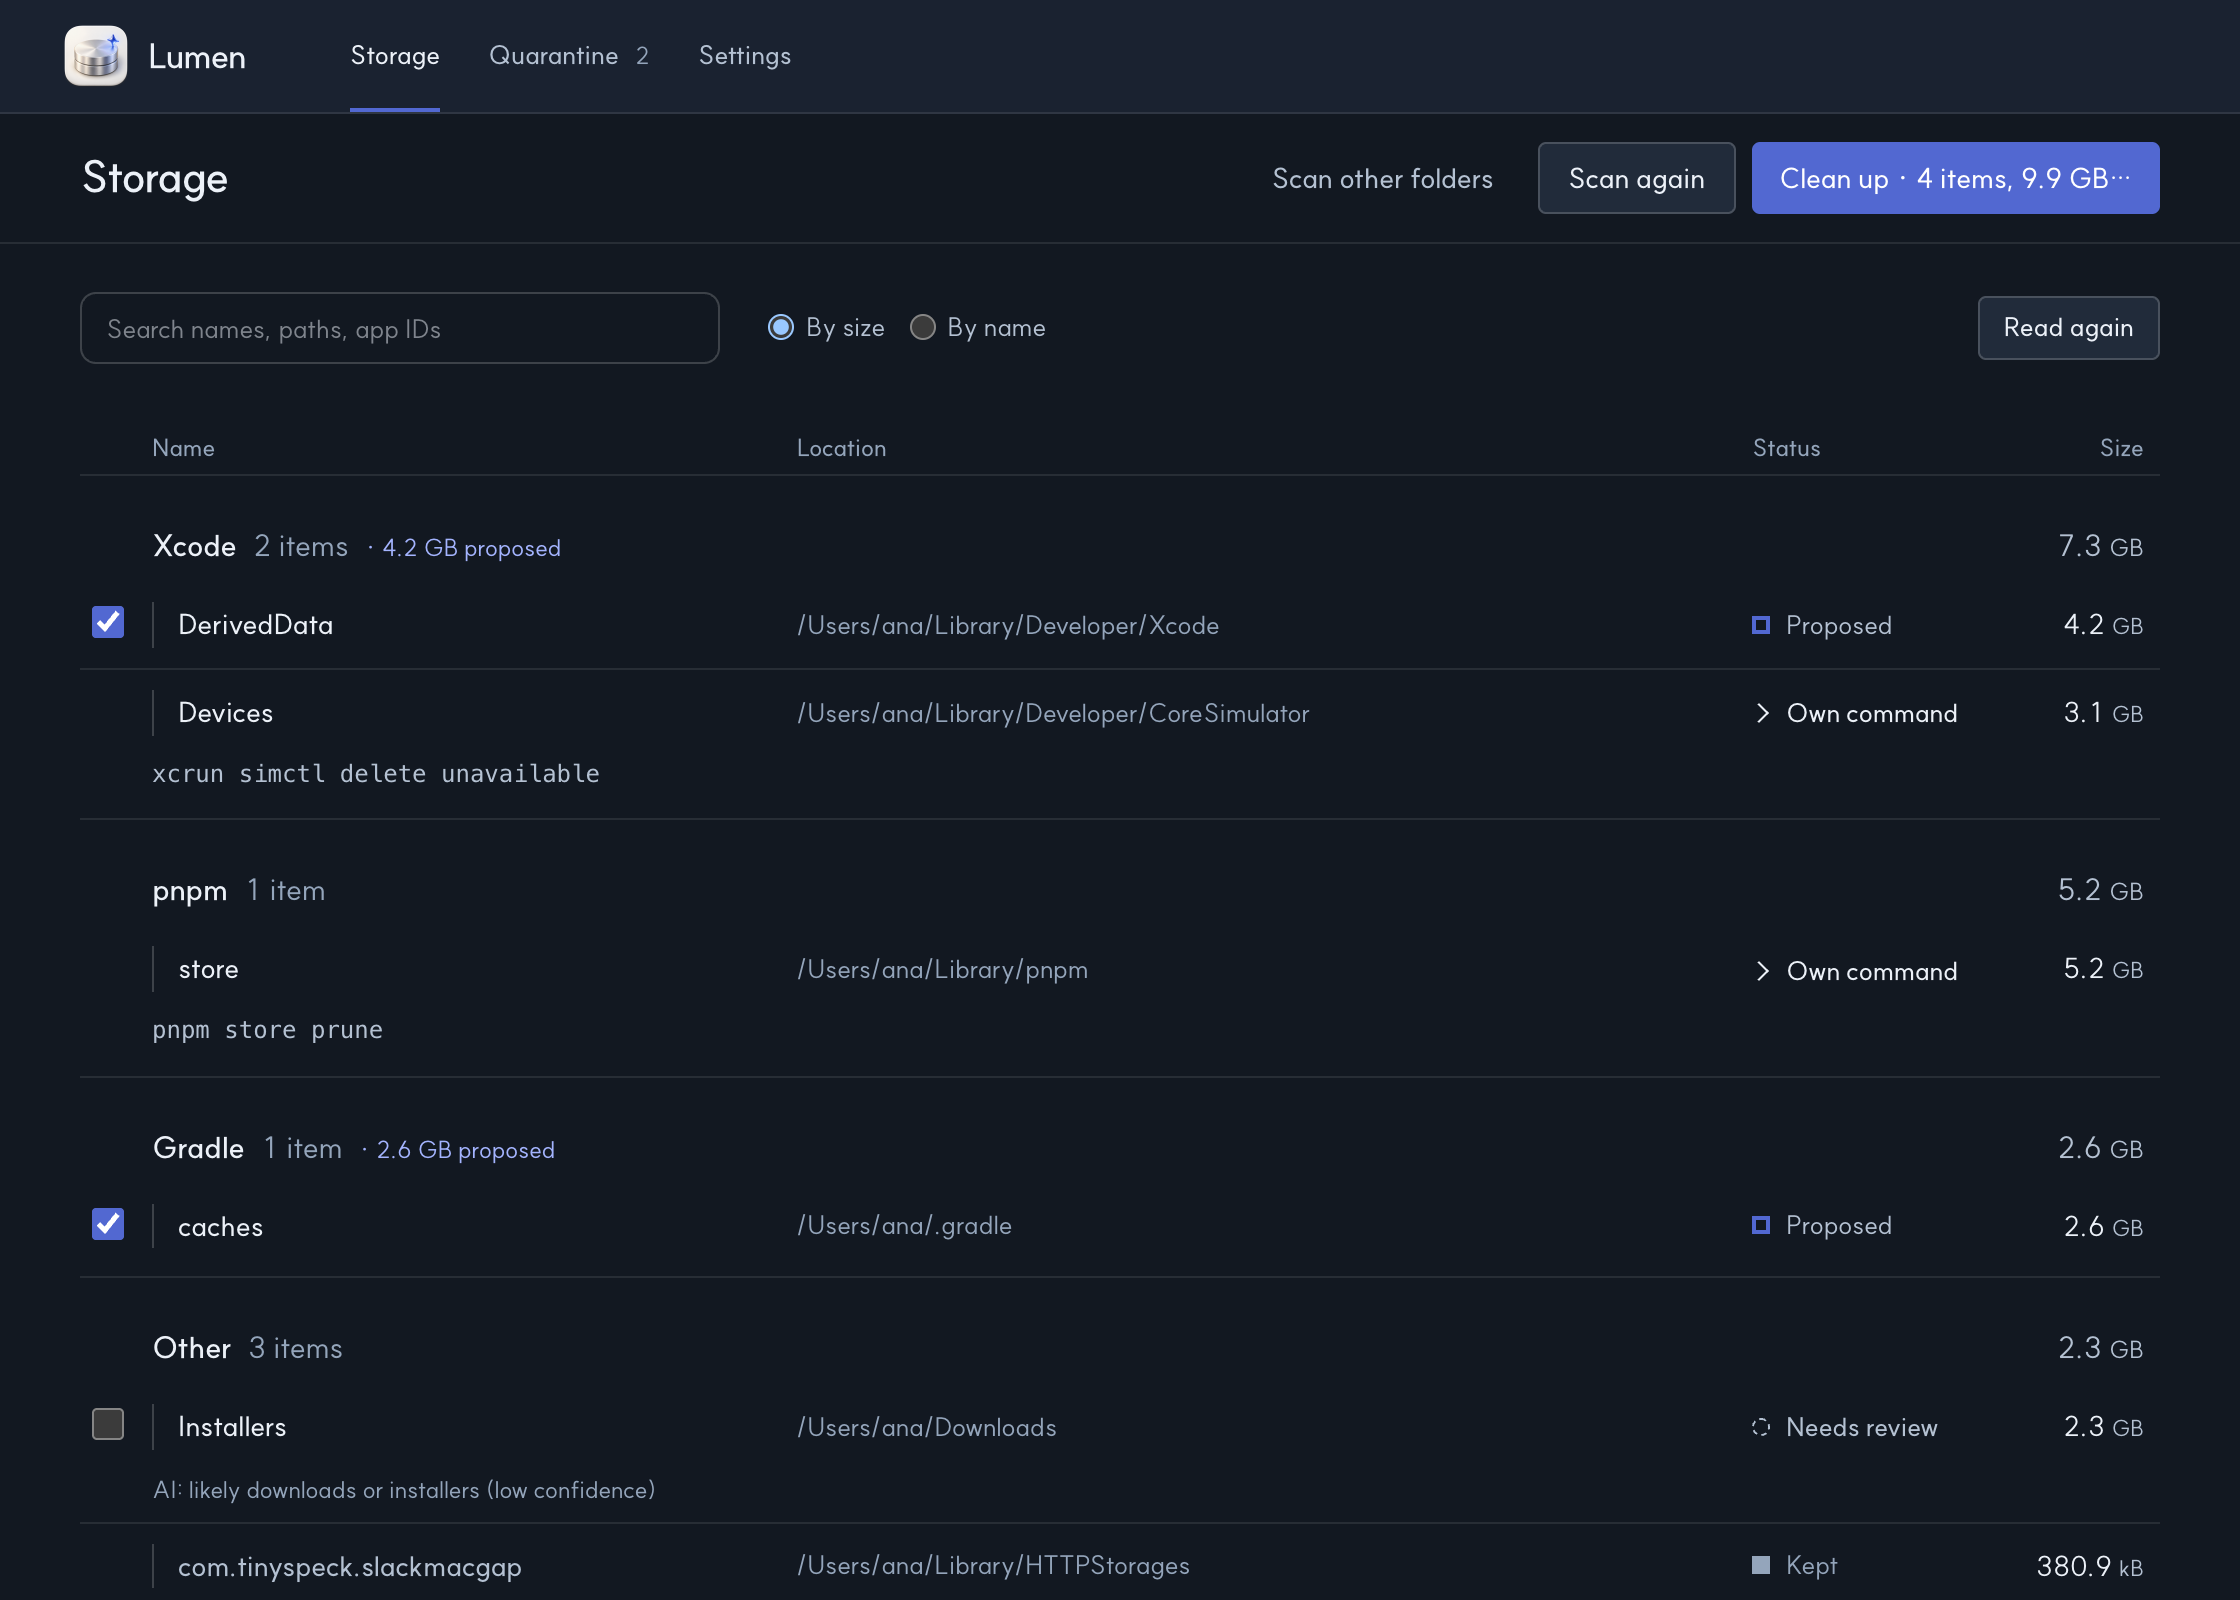 Lumen Storage Quarantine 2 Settings
Storage Scan other folders Scan again Clean up · 4 items, 9.9 GB…
Search names, paths, app IDs By size By name Read again
Name Location Status Size
Xcode 2 items · 4.2 GB proposed 7.3 GB
DerivedData /Users/ana/Library/Developer/Xcode Proposed 4.2 GB
Devices /Users/ana/Library/Developer/CoreSimulator Own command 3.1 GB
xcrun simctl delete unavailable
pnpm 1 item 5.2 GB
store /Users/ana/Library/pnpm Own command 5.2 GB
pnpm store prune
Gradle 1 item · 2.6 GB proposed 2.6 GB
caches /Users/ana/.gradle Proposed 2.6 GB
Other 3 items 2.3 GB
Installers /Users/ana/Downloads Needs review 2.3 GB
AI: likely downloads or installers (low confidence)
com.tinyspeck.slackmacgap /Users/ana/Library/HTTPStorages Kept 380.9 kB